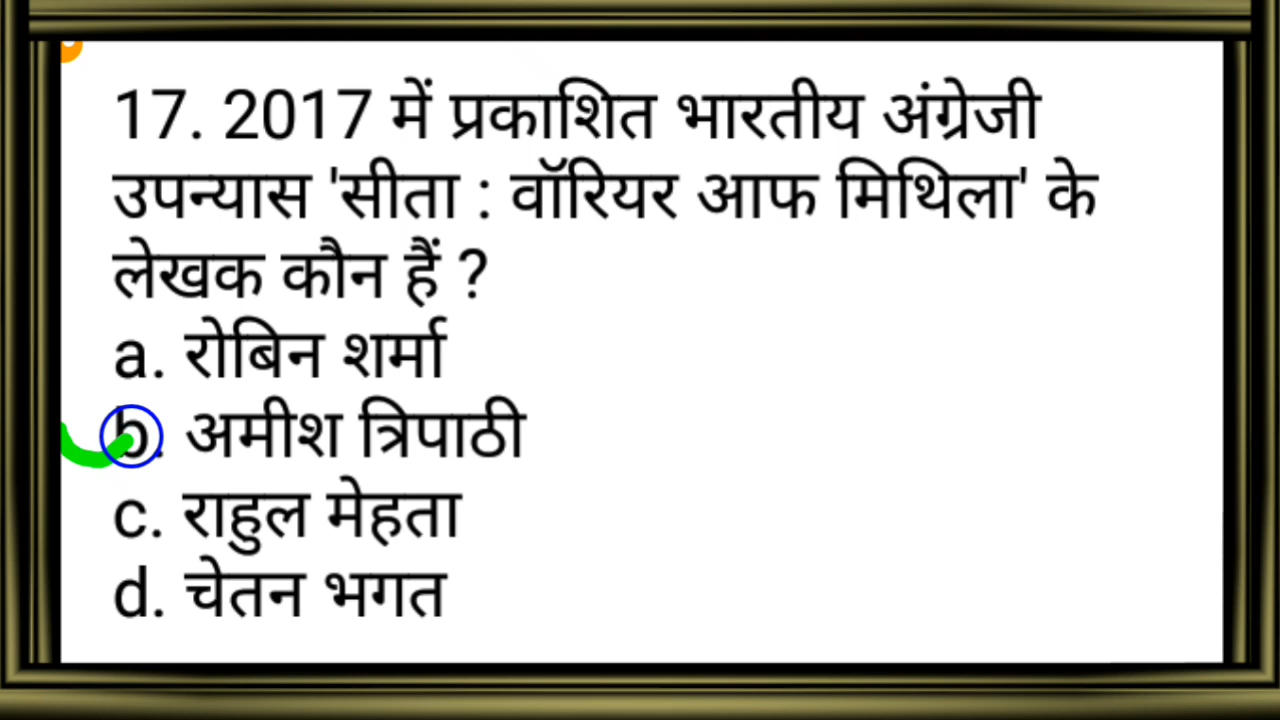 17. 2017 में प्रकाशित भारतीय अंग्रेजी
उपन्यास 'सीता : वॉरियर आफ मिथिला' के
लेखक कौन हैं ?
a. रोबिन शर्मा
b. अमीश त्रिपाठी
c. राहुल मेहता
d. चेतन भगत